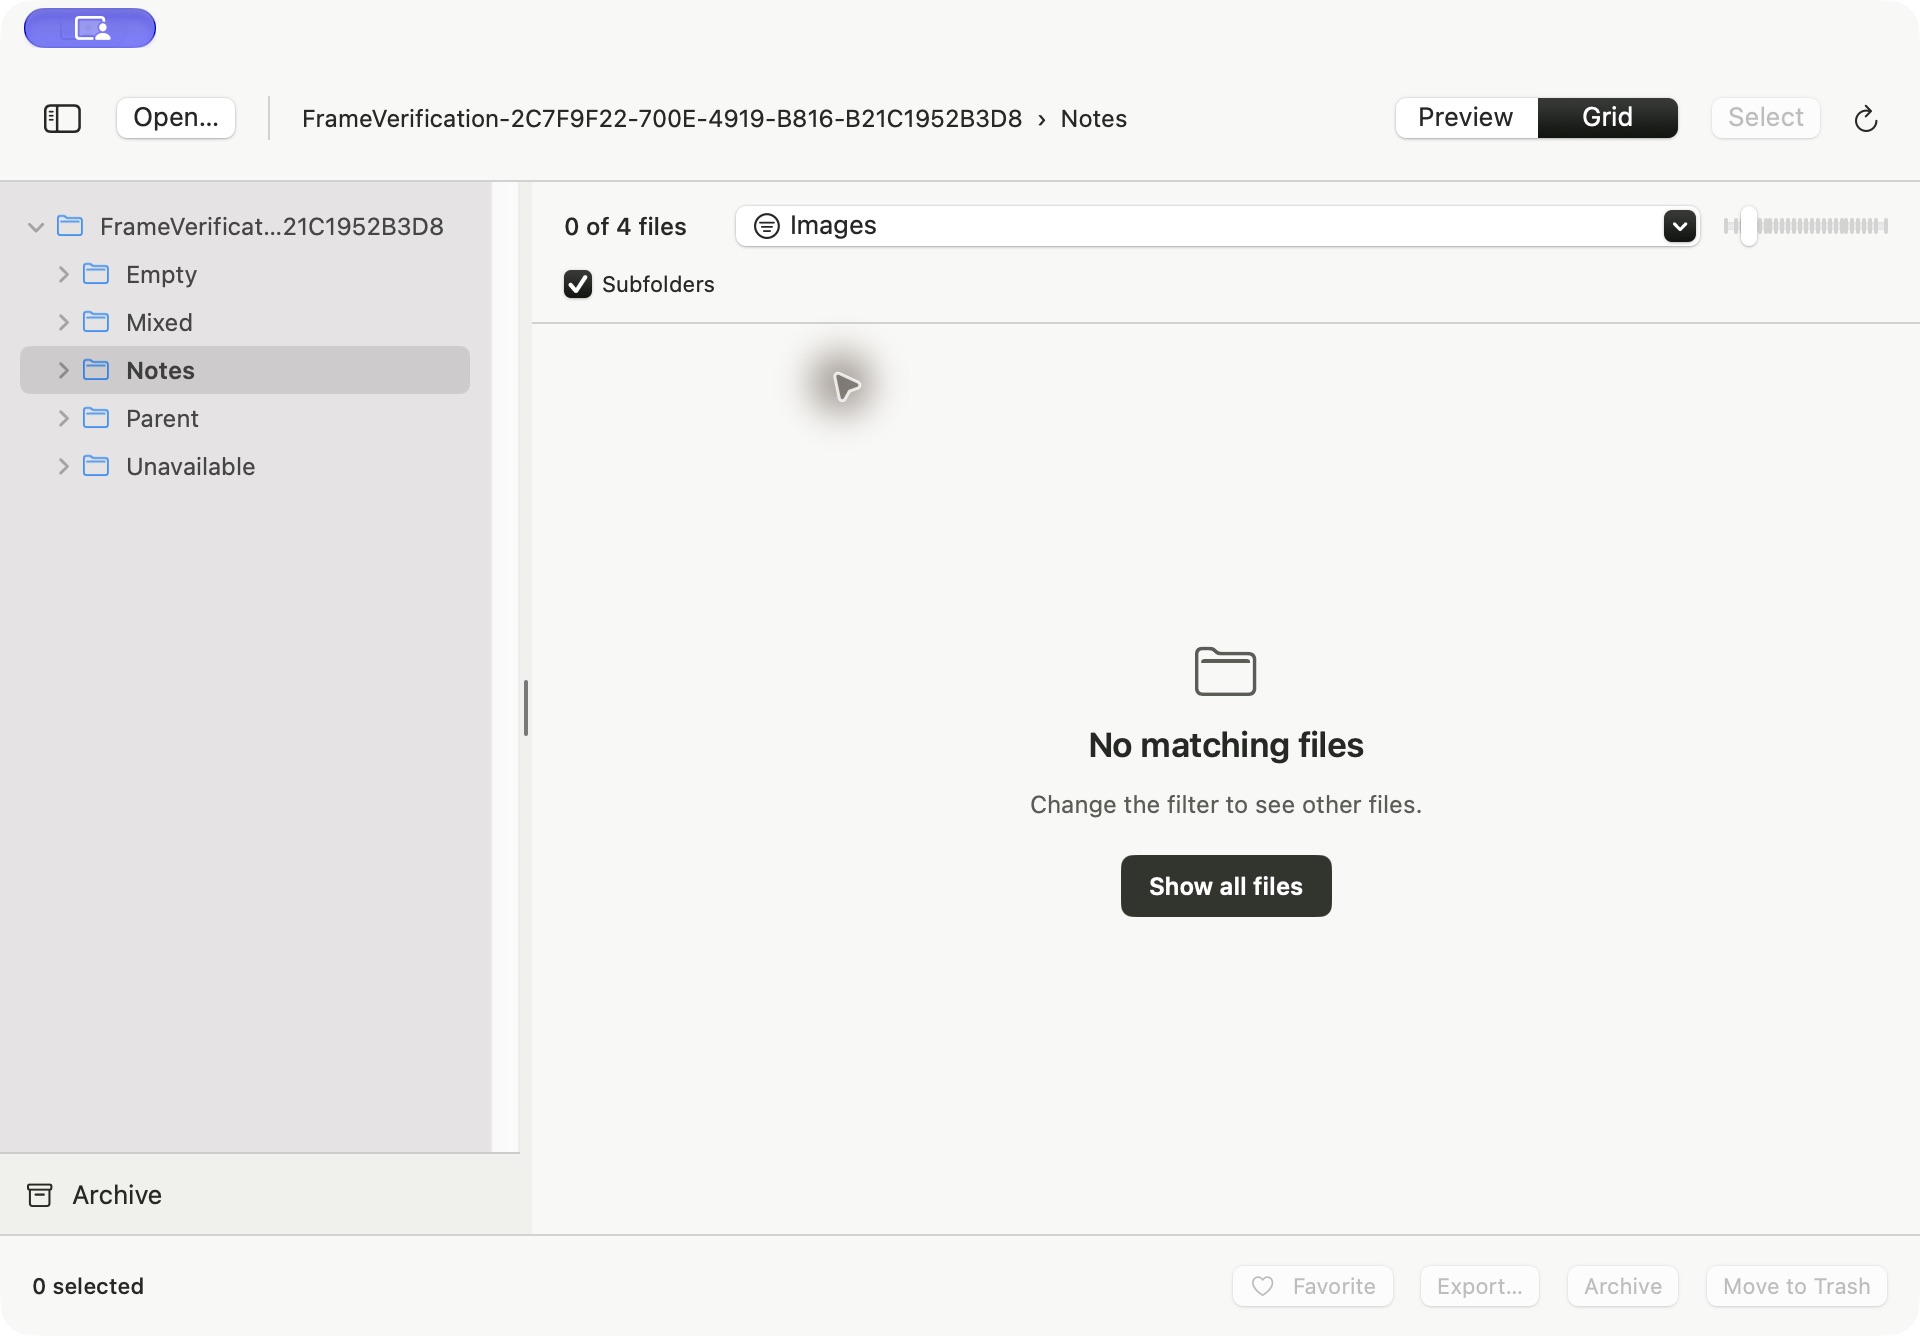 Open...
FrameVerification-2C7F9F22-700E-4919-B816-B21C1952B3D8 › Notes
Preview
Grid
Select
FrameVerificat...21C1952B3D8
Empty
Mixed
Notes
Parent
Unavailable
Archive
0 of 4 files
Images
Subfolders
No matching files
Change the filter to see other files.
Show all files
0 selected
Favorite
Export...
Archive
Move to Trash